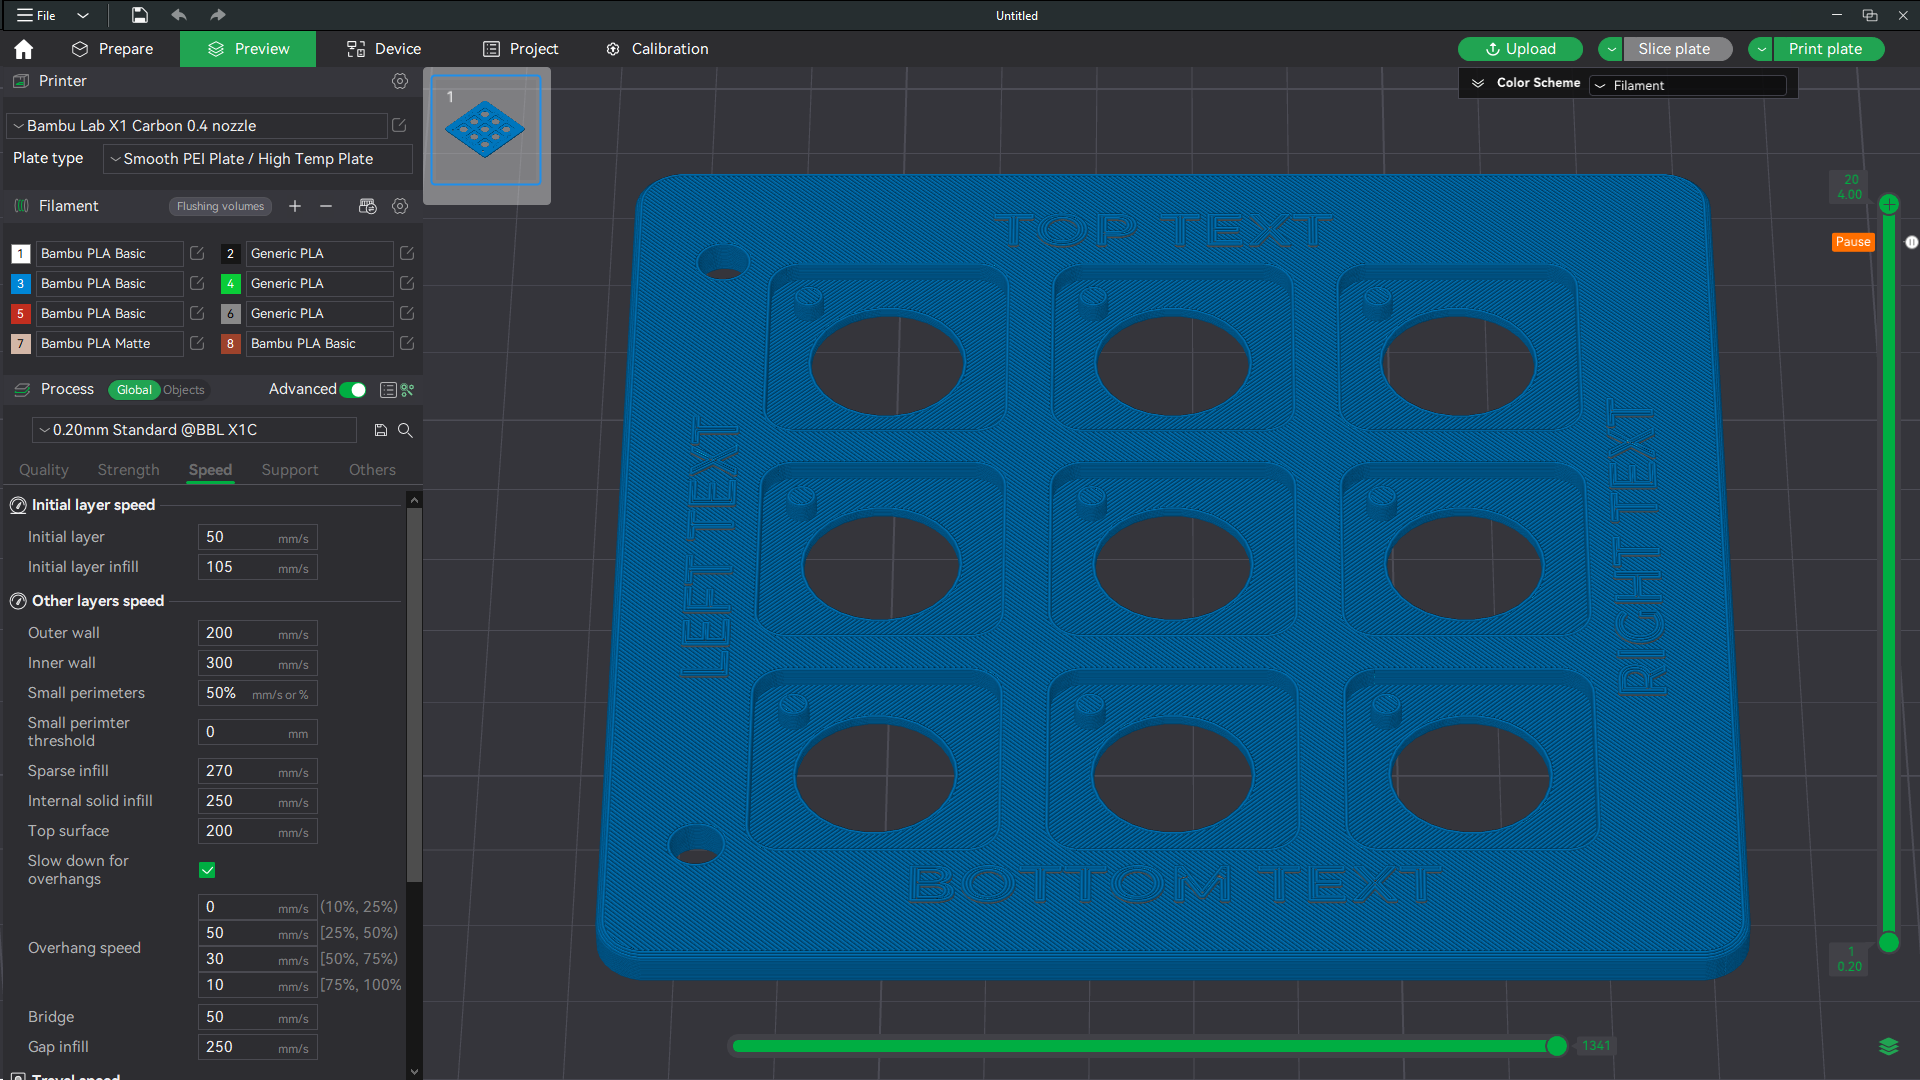 File
Untitled
Prepare
Preview
Device
Project
Calibration
Upload
Slice plate
Print plate
Printer
Color Scheme
Filament
Bambu Lab X1 Carbon 0.4 nozzle
Plate type
Smooth PEI Plate / High Temp Plate
Filament
Flushing volumes
1 Bambu PLA Basic
2 Generic PLA
3 Bambu PLA Basic
4 Generic PLA
5 Bambu PLA Basic
6 Generic PLA
7 Bambu PLA Matte
8 Bambu PLA Basic
Process
Global
Objects
Advanced
0.20mm Standard @BBL X1C
Quality
Strength
Speed
Support
Others
Initial layer speed
Initial layer 50 mm/s
Initial layer infill 105 mm/s
Other layers speed
Outer wall 200 mm/s
Inner wall 300 mm/s
Small perimeters 50% mm/s or %
Small perimter
threshold
0 mm
Sparse infill 270 mm/s
Internal solid infill 250 mm/s
Top surface 200 mm/s
Slow down for
overhangs
Overhang speed
0 mm/s (10%, 25%)
50 mm/s [25%, 50%)
30 mm/s [50%, 75%)
10 mm/s [75%, 100%
Bridge 50 mm/s
Gap infill 250 mm/s
Travel speed
1
TOP TEXT
LEFT TEXT
RIGHT TEXT
BOTTOM TEXT
20
4.00
Pause
1
0.20
1341